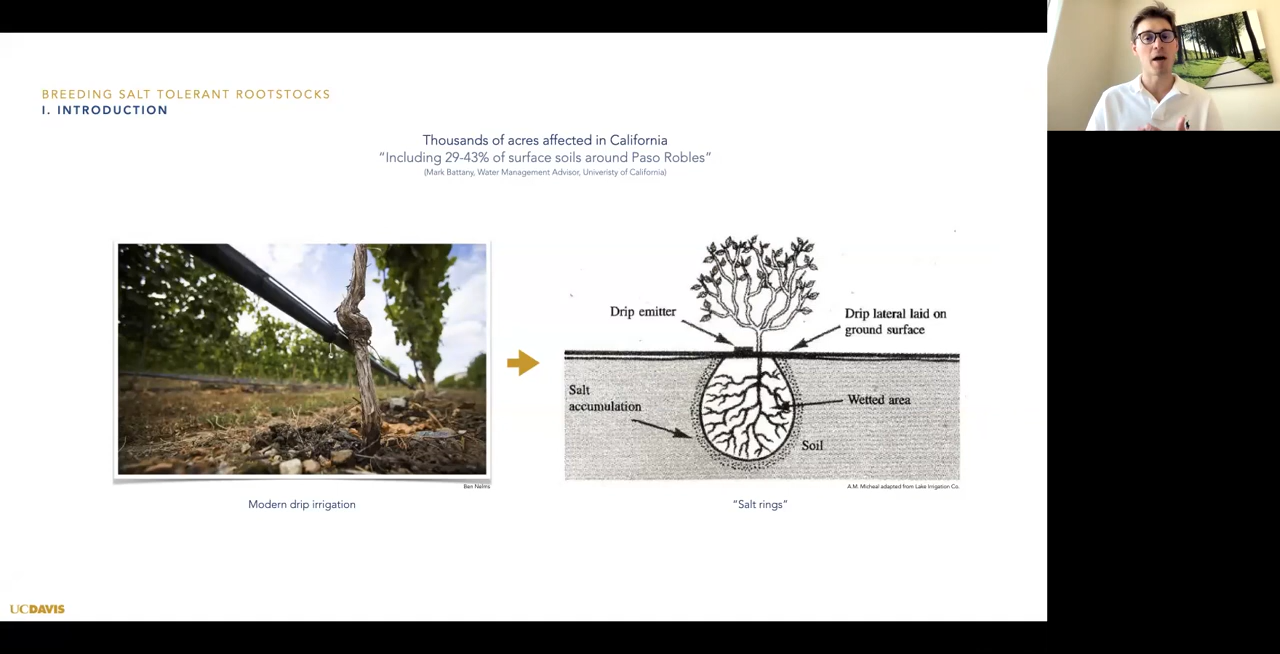 BREEDING SALT TOLERANT ROOTSTOCKS
I. INTRODUCTION
Thousands of acres affected in California
“Including 29-43% of surface soils around Paso Robles”
(Mark Battany, Water Management Advisor, Univeristy of California)
Drip emitter
Drip lateral laid on
ground surface
Salt
accumulation
Wetted area
Soil
Ben Nelms
A.M. Micheal adapted from Lake Irrigation Co.
Modern drip irrigation
“Salt rings”
UCDAVIS